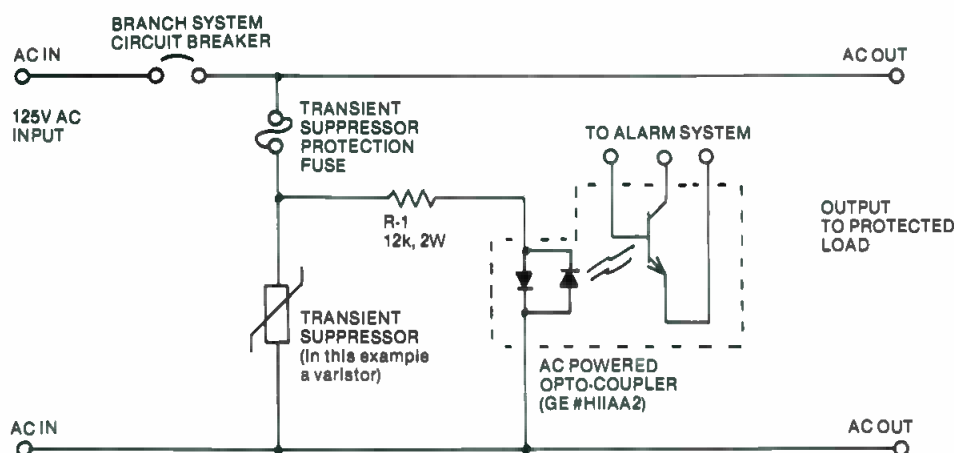 BRANCH SYSTEM
CIRCUIT BREAKER
AC IN
AC OUT
125V AC
INPUT
TRANSIENT
SUPPRESSOR
PROTECTION
FUSE
TO ALARM SYSTEM
R-1
12k, 2W
OUTPUT
TO PROTECTED
LOAD
TRANSIENT
SUPPRESSOR
(In this example
a varistor)
AC POWERED
OPTO-COUPLER
(GE #HIIAA2)
AC IN
AC OUT